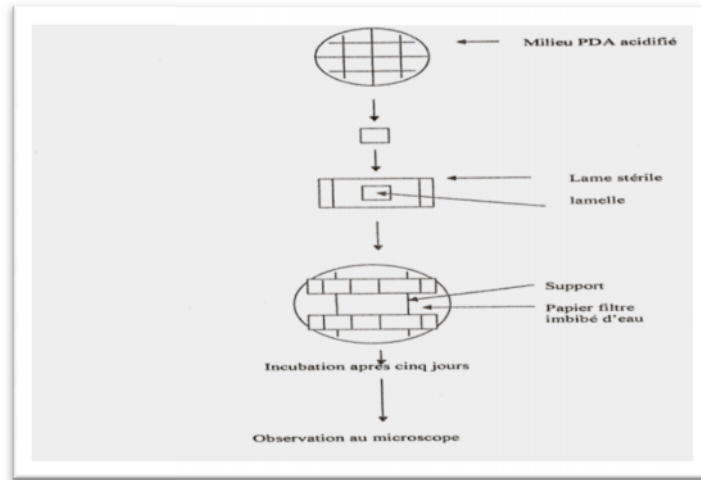 Milieu PDA acidifié
Lame stérile
lamelle
Support
Papier filtre
imbibé d'eau
Incubation après cinq jours
Observation au microscope